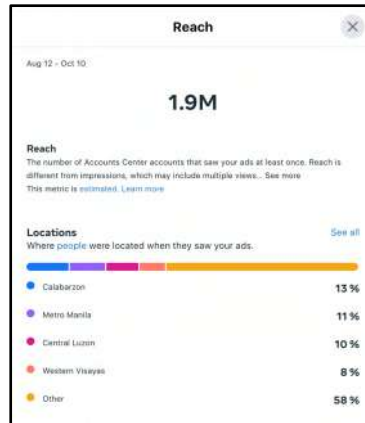 Reach
Aug 12 - Oct 10
1.9M
Reach
The number of Accounts Center accounts that saw your ads at least once. Reach is
different from impressions, which may include multiple views... See more
This metric is estimated. Learn more
Locations See all
Where people were located when they saw your ads.
Calabarzon 13 %
Metro Manila 11 %
Central Luzon 10 %
Western Visayas 8 %
Other 58 %